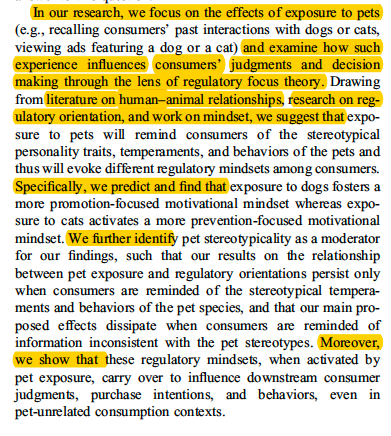 In our research, we focus on the effects of exposure to pets
(e.g., recalling consumers' past interactions with dogs or cats,
viewing ads featuring a dog or a cat) and examine how such
experience influences consumers' judgments and decision
making through the lens of regulatory focus theory. Drawing
from literature on human–animal relationships, research on reg-
ulatory orientation, and work on mindset, we suggest that expo-
sure to pets will remind consumers of the stereotypical
personality traits, temperaments, and behaviors of the pets and
thus will evoke different regulatory mindsets among consumers.
Specifically, we predict and find that exposure to dogs fosters a
more promotion-focused motivational mindset whereas expo-
sure to cats activates a more prevention-focused motivational
mindset. We further identify pet stereotypicality as a moderator
for our findings, such that our results on the relationship
between pet exposure and regulatory orientations persist only
when consumers are reminded of the stereotypical tempera-
ments and behaviors of the pet species, and that our main pro-
posed effects dissipate when consumers are reminded of
information inconsistent with the pet stereotypes. Moreover,
we show that these regulatory mindsets, when activated by
pet exposure, carry over to influence downstream consumer
judgments, purchase intentions, and behaviors, even in
pet-unrelated consumption contexts.